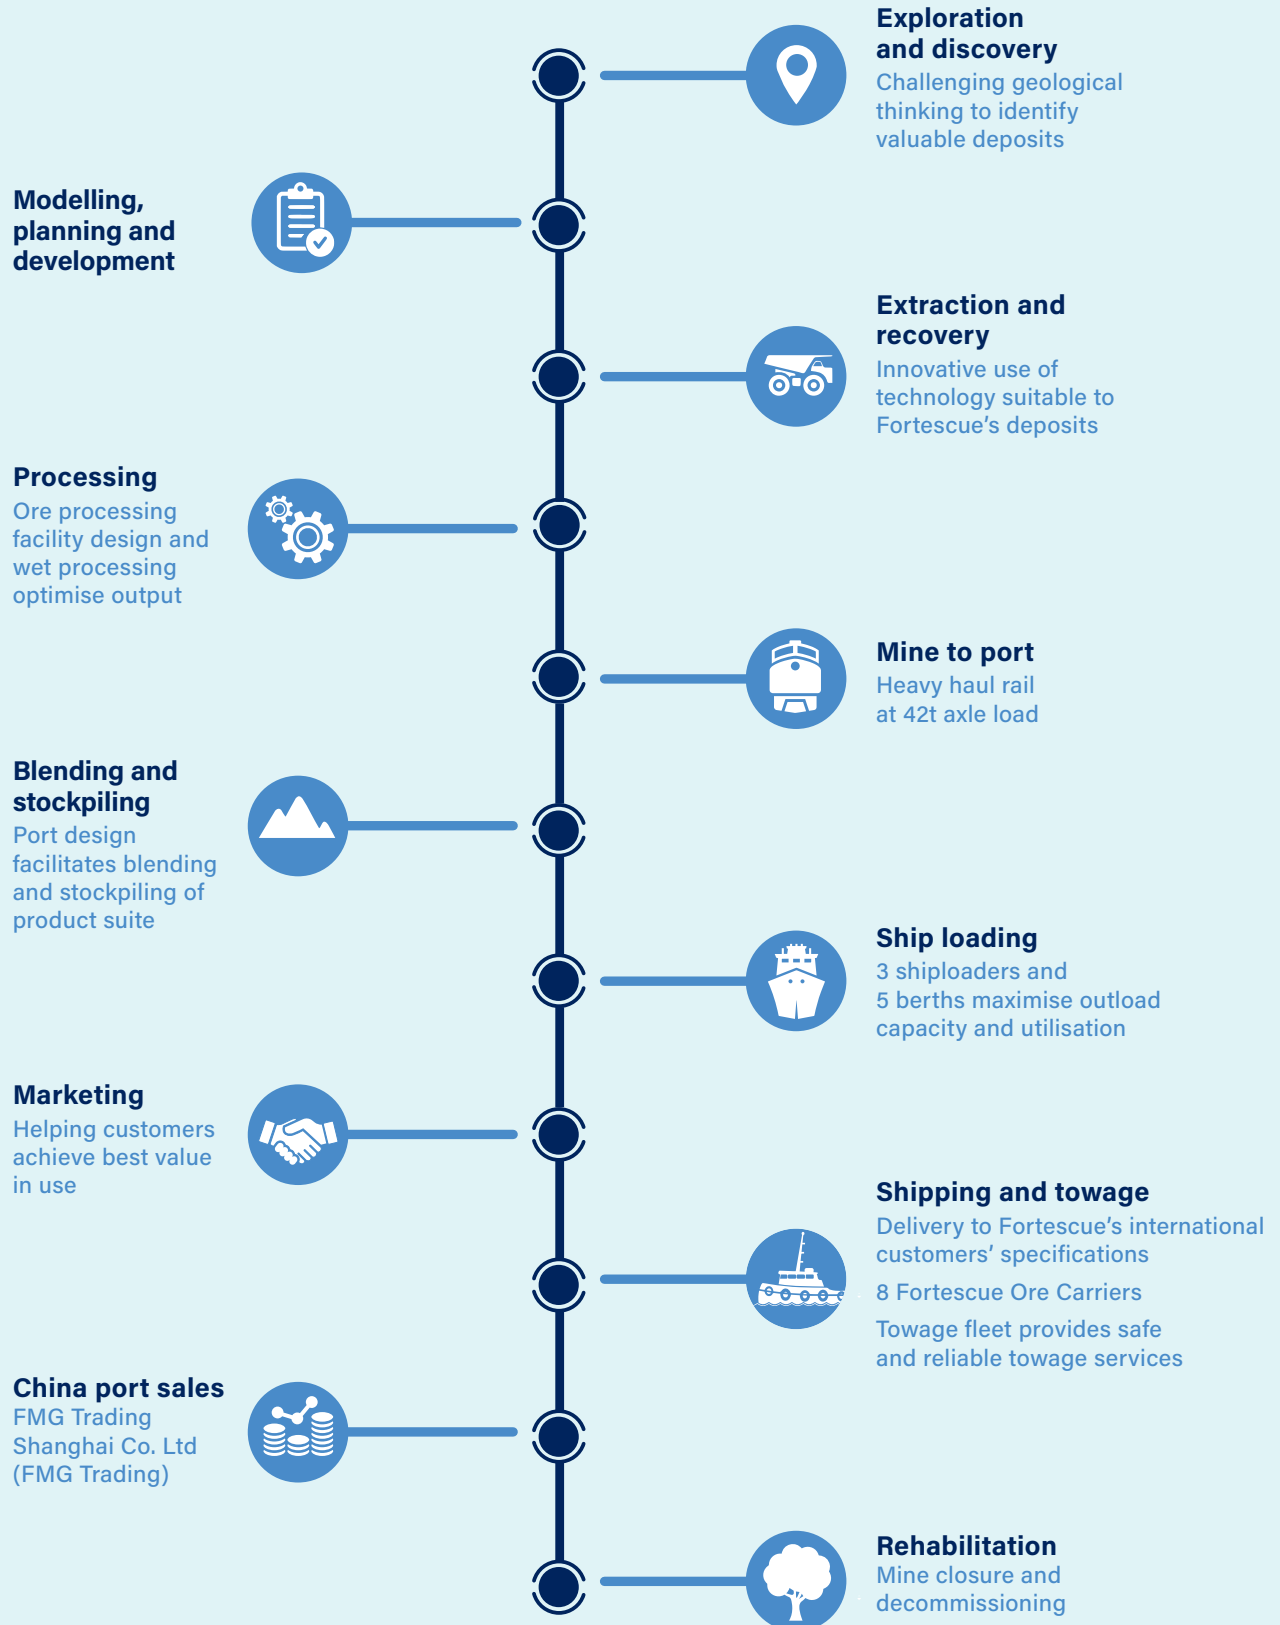 Exploration
and discovery
Challenging geological
thinking to identify
valuable deposits
Modelling,
planning and
development
Extraction and
recovery
Innovative use of
technology suitable to
Fortescue’s deposits
Processing
Ore processing
facility design and
wet processing
optimise output
Mine to port
Heavy haul rail
at 42t axle load
Blending and
stockpiling
Port design
facilitates blending
and stockpiling of
product suite
Ship loading
3 shiploaders and
5 berths maximise outload
capacity and utilisation
Marketing
Helping customers
achieve best value
in use
Shipping and towage
Delivery to Fortescue’s international
customers’ specifications
8 Fortescue Ore Carriers
Towage fleet provides safe
and reliable towage services
China port sales
FMG Trading
Shanghai Co. Ltd
(FMG Trading)
Rehabilitation
Mine closure and
decommissioning